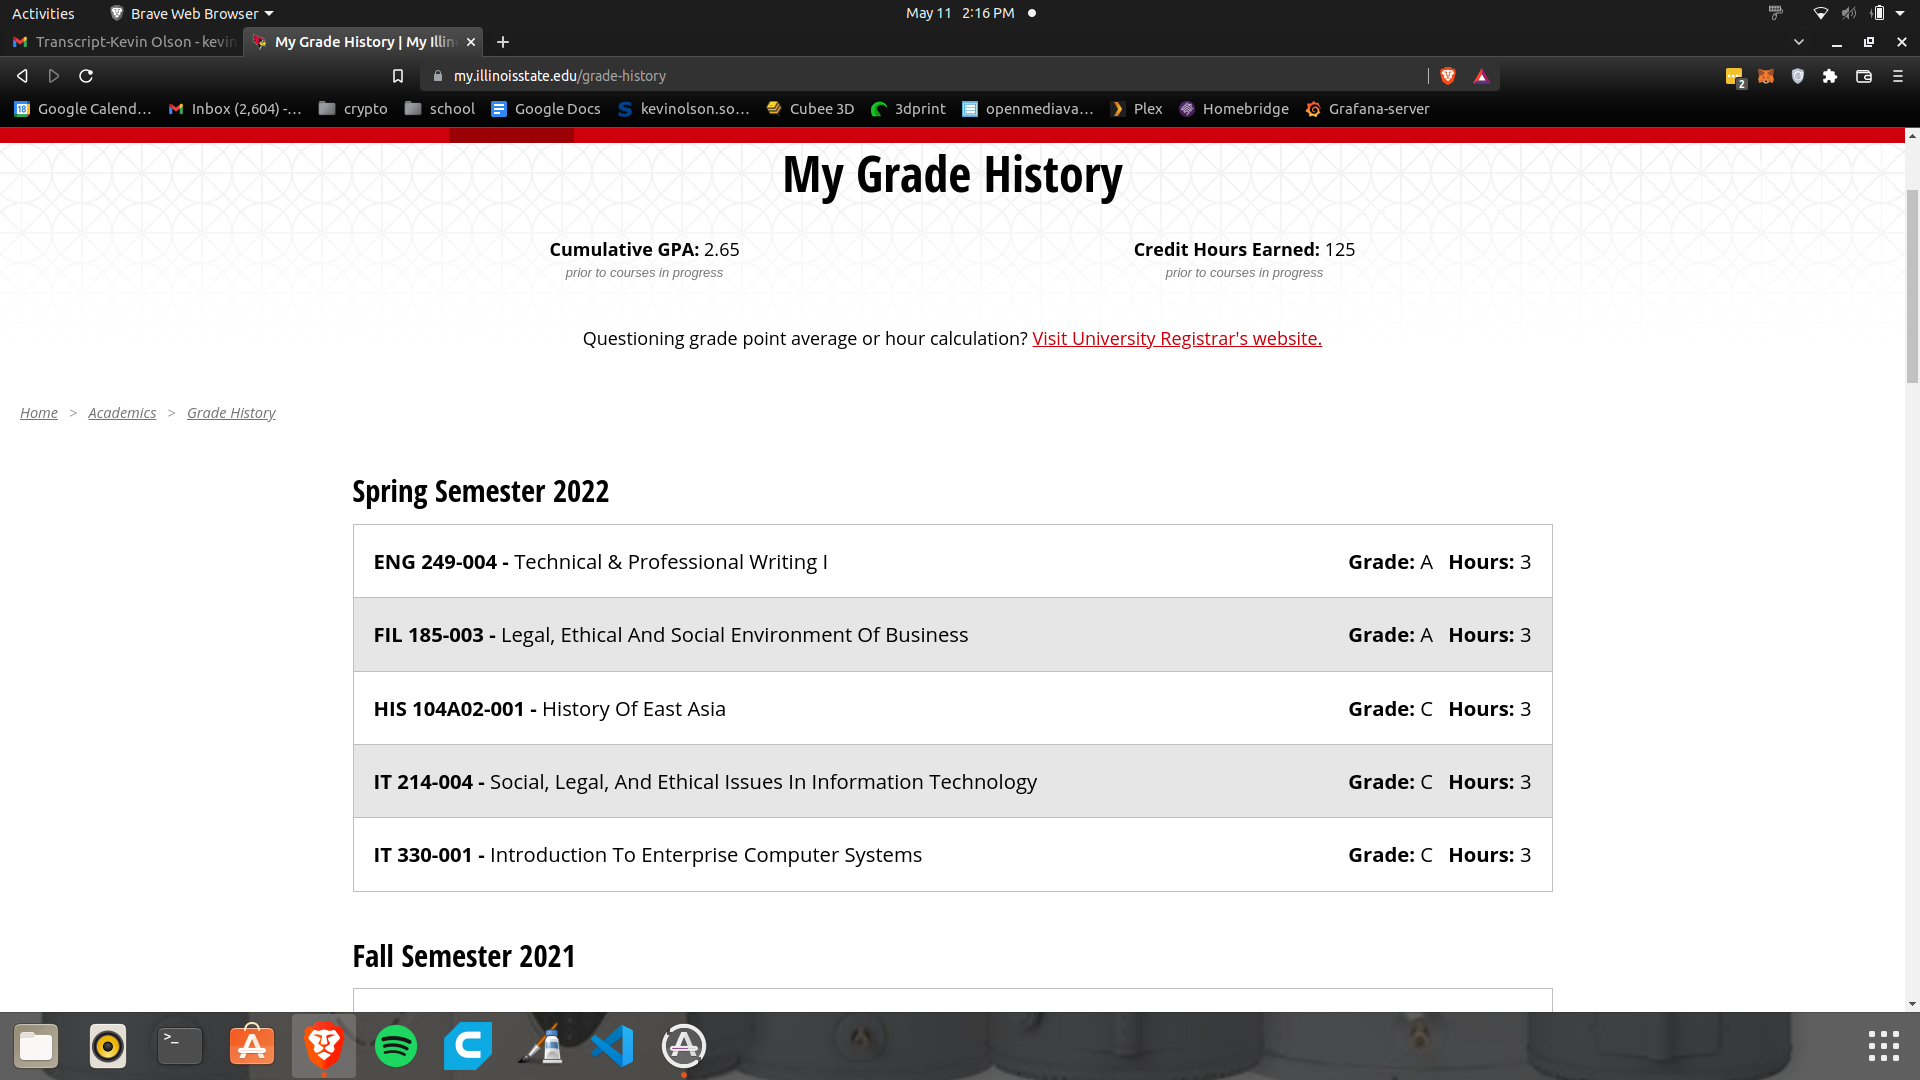 Activities
Brave Web Browser
May 11 2:16 PM
Transcript-Kevin Olson - kevin
My Grade History | My Illin
my.illinoisstate.edu/grade-history
2
18 Google Calend…
Inbox (2,604) -…
crypto
school
Google Docs
kevinolson.so…
Cubee 3D
3dprint
openmediava…
Plex
Homebridge
Grafana-server
My Grade History
Cumulative GPA: 2.65
prior to courses in progress
Credit Hours Earned: 125
prior to courses in progress
Questioning grade point average or hour calculation? Visit University Registrar's website.
Home > Academics > Grade History
Spring Semester 2022
ENG 249-004 - Technical & Professional Writing I Grade: A Hours: 3
FIL 185-003 - Legal, Ethical And Social Environment Of Business Grade: A Hours: 3
HIS 104A02-001 - History Of East Asia Grade: C Hours: 3
IT 214-004 - Social, Legal, And Ethical Issues In Information Technology Grade: C Hours: 3
IT 330-001 - Introduction To Enterprise Computer Systems Grade: C Hours: 3
Fall Semester 2021